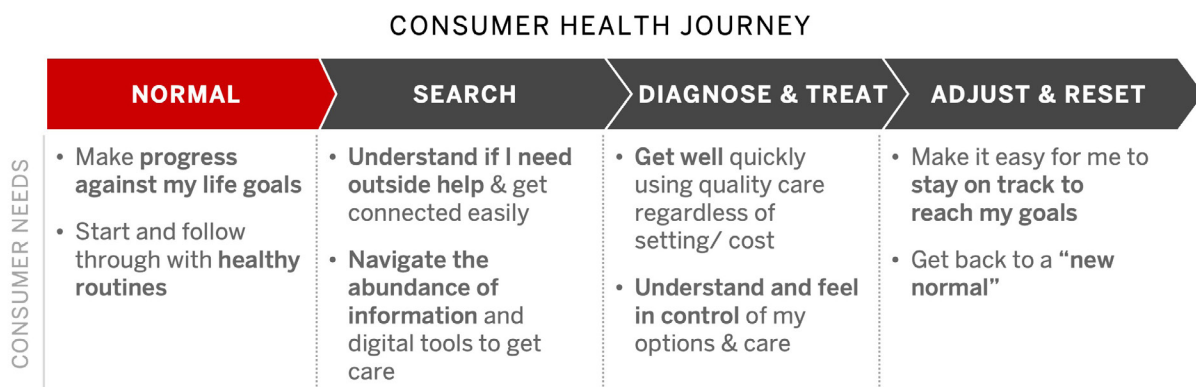 CONSUMER HEALTH JOURNEY
NORMAL
SEARCH
DIAGNOSE & TREAT
ADJUST & RESET
CONSUMER NEEDS
• Make progress
against my life goals
• Start and follow
through with healthy
routines
• Understand if I need
outside help & get
connected easily
• Navigate the
abundance of
information and
digital tools to get
care
• Get well quickly
using quality care
regardless of
setting/ cost
• Understand and feel
in control of my
options & care
• Make it easy for me to
stay on track to
reach my goals
• Get back to a “new
normal”